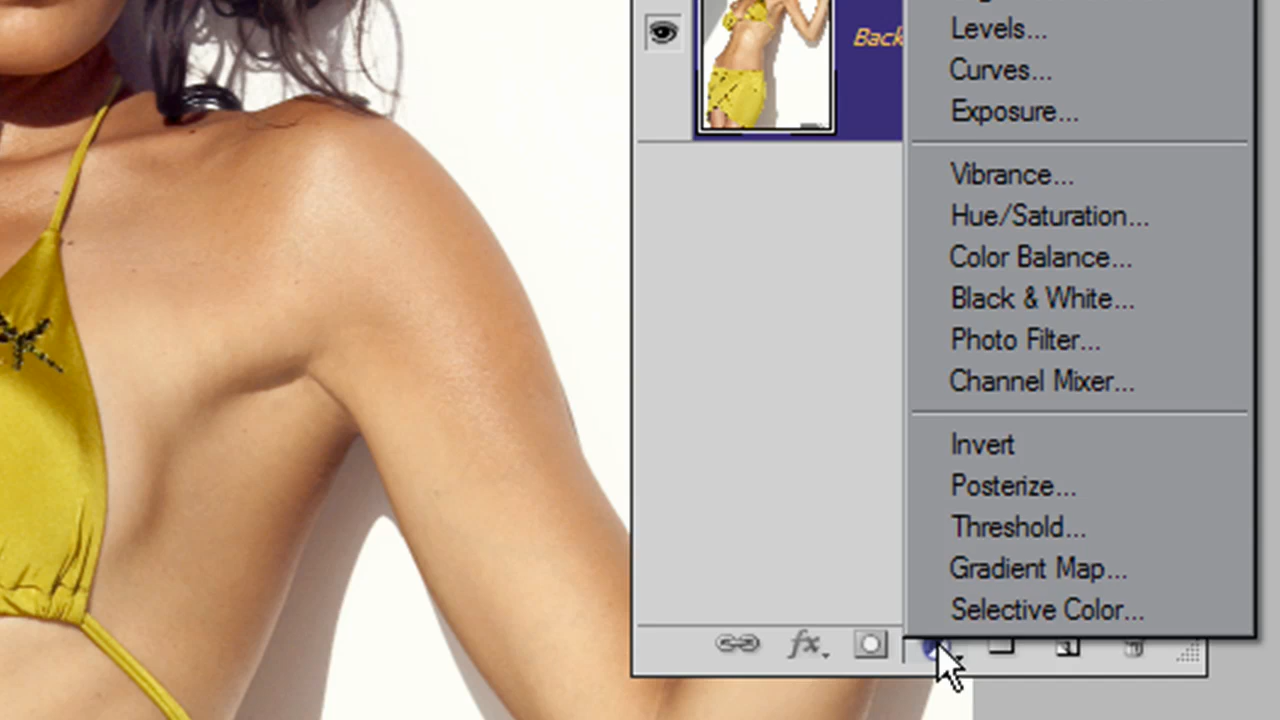 Back
Levels...
Curves...
Exposure...
Vibrance...
Hue/Saturation...
Color Balance...
Black & White...
Photo Filter...
Channel Mixer...
Invert
Posterize...
Threshold...
Gradient Map...
Selective Color...
fx